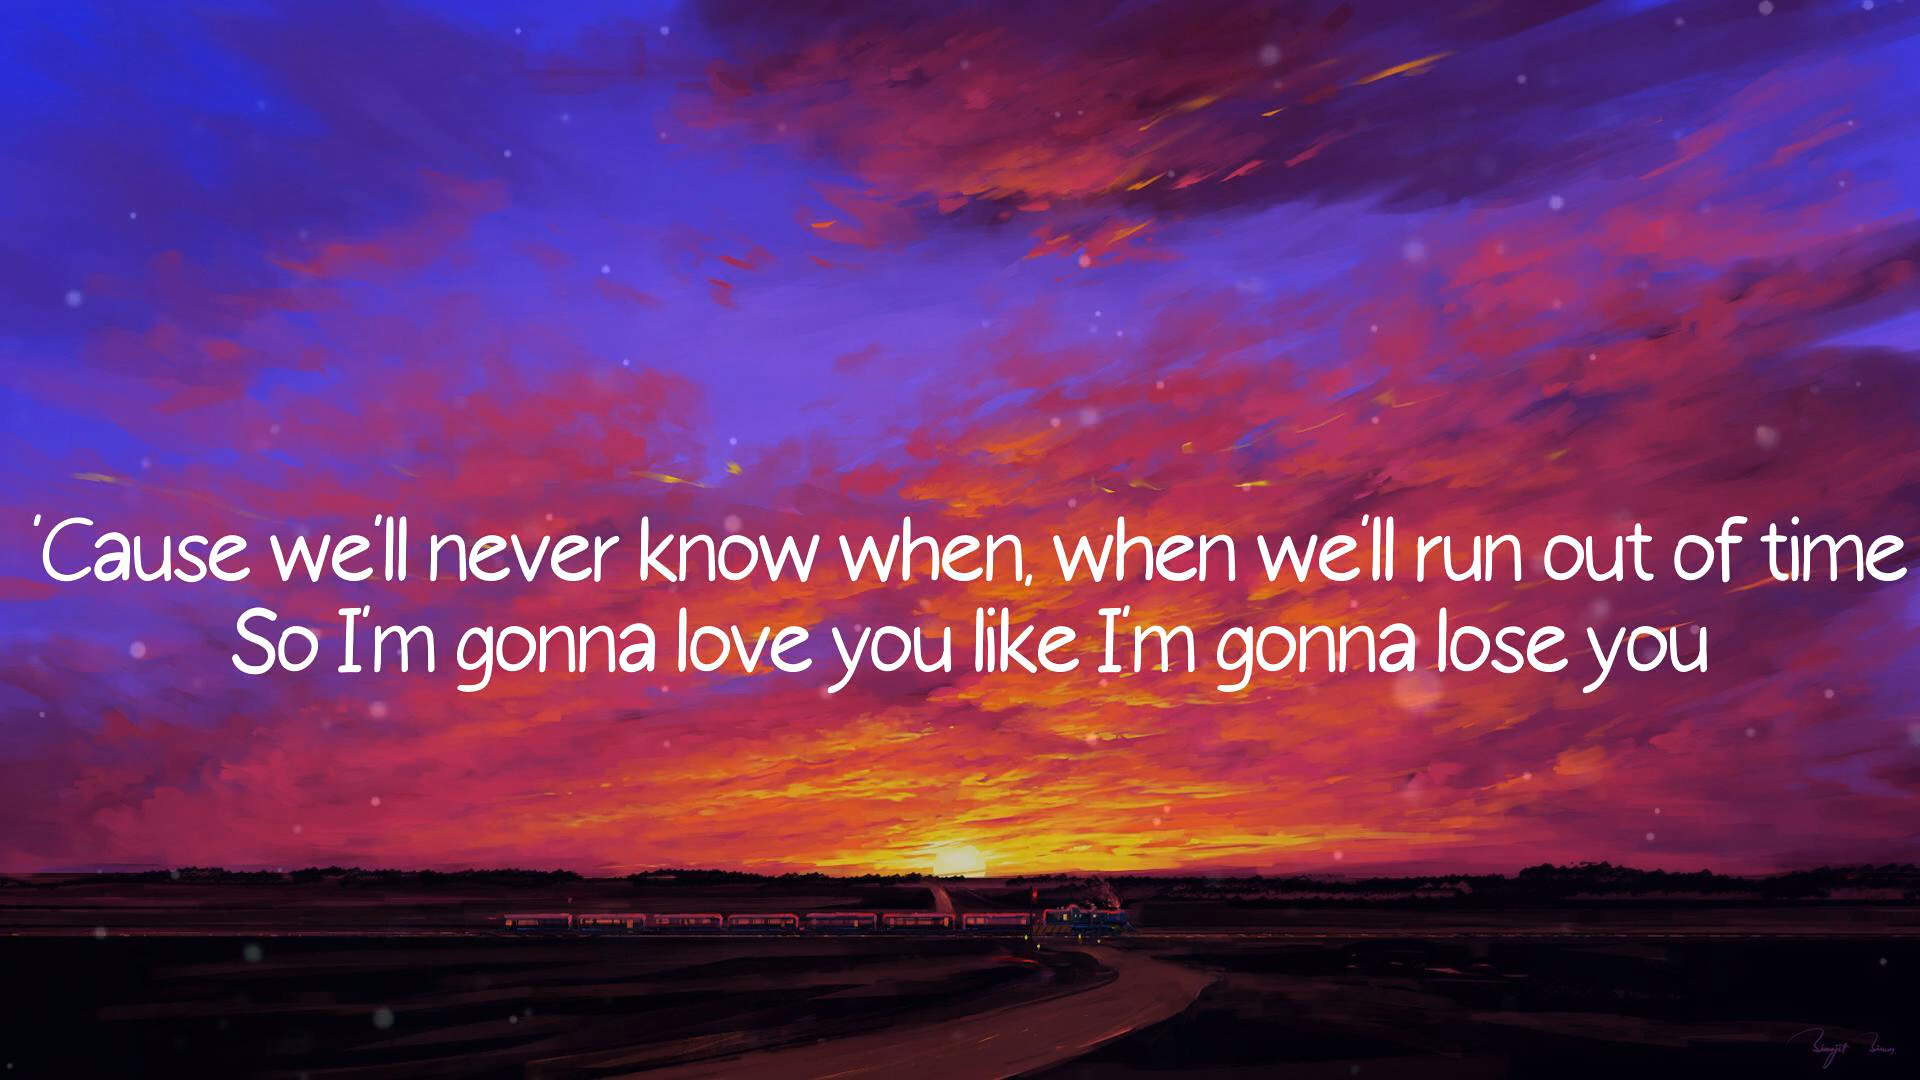 'Cause we'll never know when, when we'll run out of time
So I'm gonna love you like I'm gonna lose you